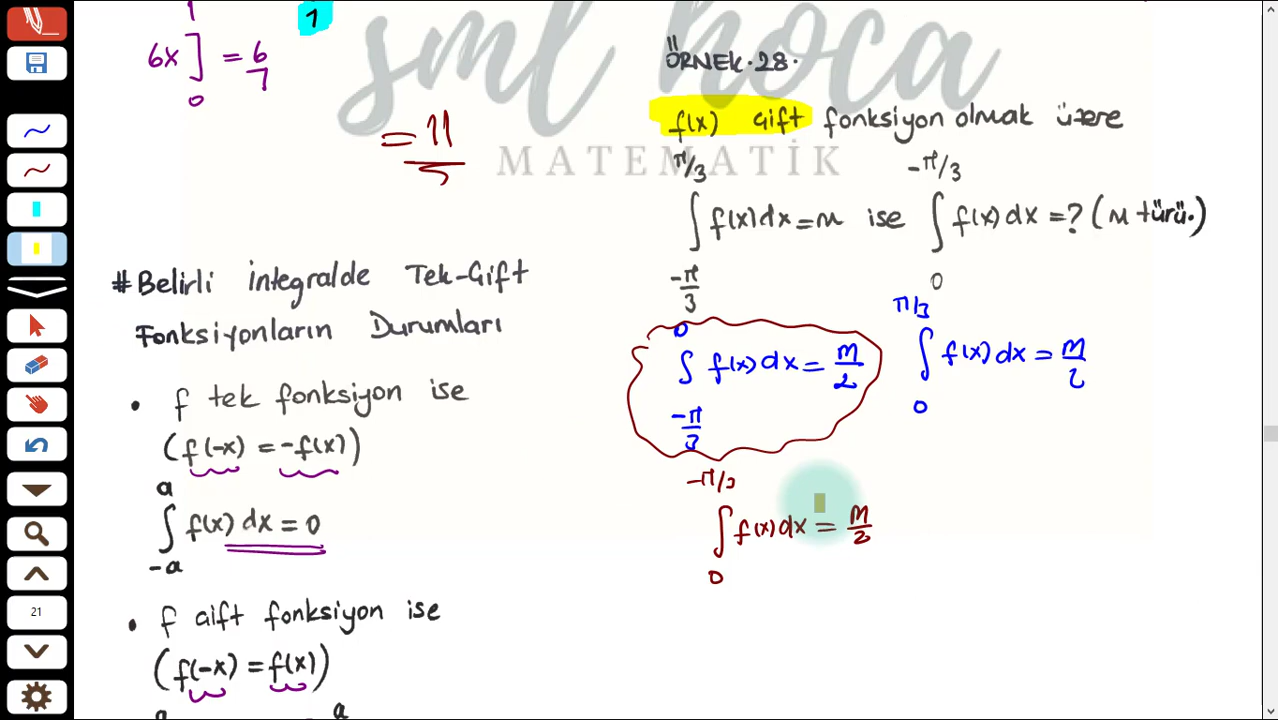 1
6x ] = 6/7
0
1
= 11/5
# Belirli integralde Tek-Çift
Fonksiyonların Durumları
• f tek fonksiyon ise
(f(-x) = -f(x))
a
∫ f(x) dx = 0
-a
• f çift fonksiyon ise
(f(-x) = f(x))
a a
sml hoca
MATEMATİK
ÖRNEK.28.
f(x) çift fonksiyon olmak üzere
π/3 -π/3
∫ f(x)dx = M ise ∫ f(x) dx = ? (M türü.)
-π/3 0
0 π/3
∫ f(x) dx = M/2 ∫ f(x) dx = M/2
-π/3 0
-π/3
∫ f(x) dx = M/2
0
21